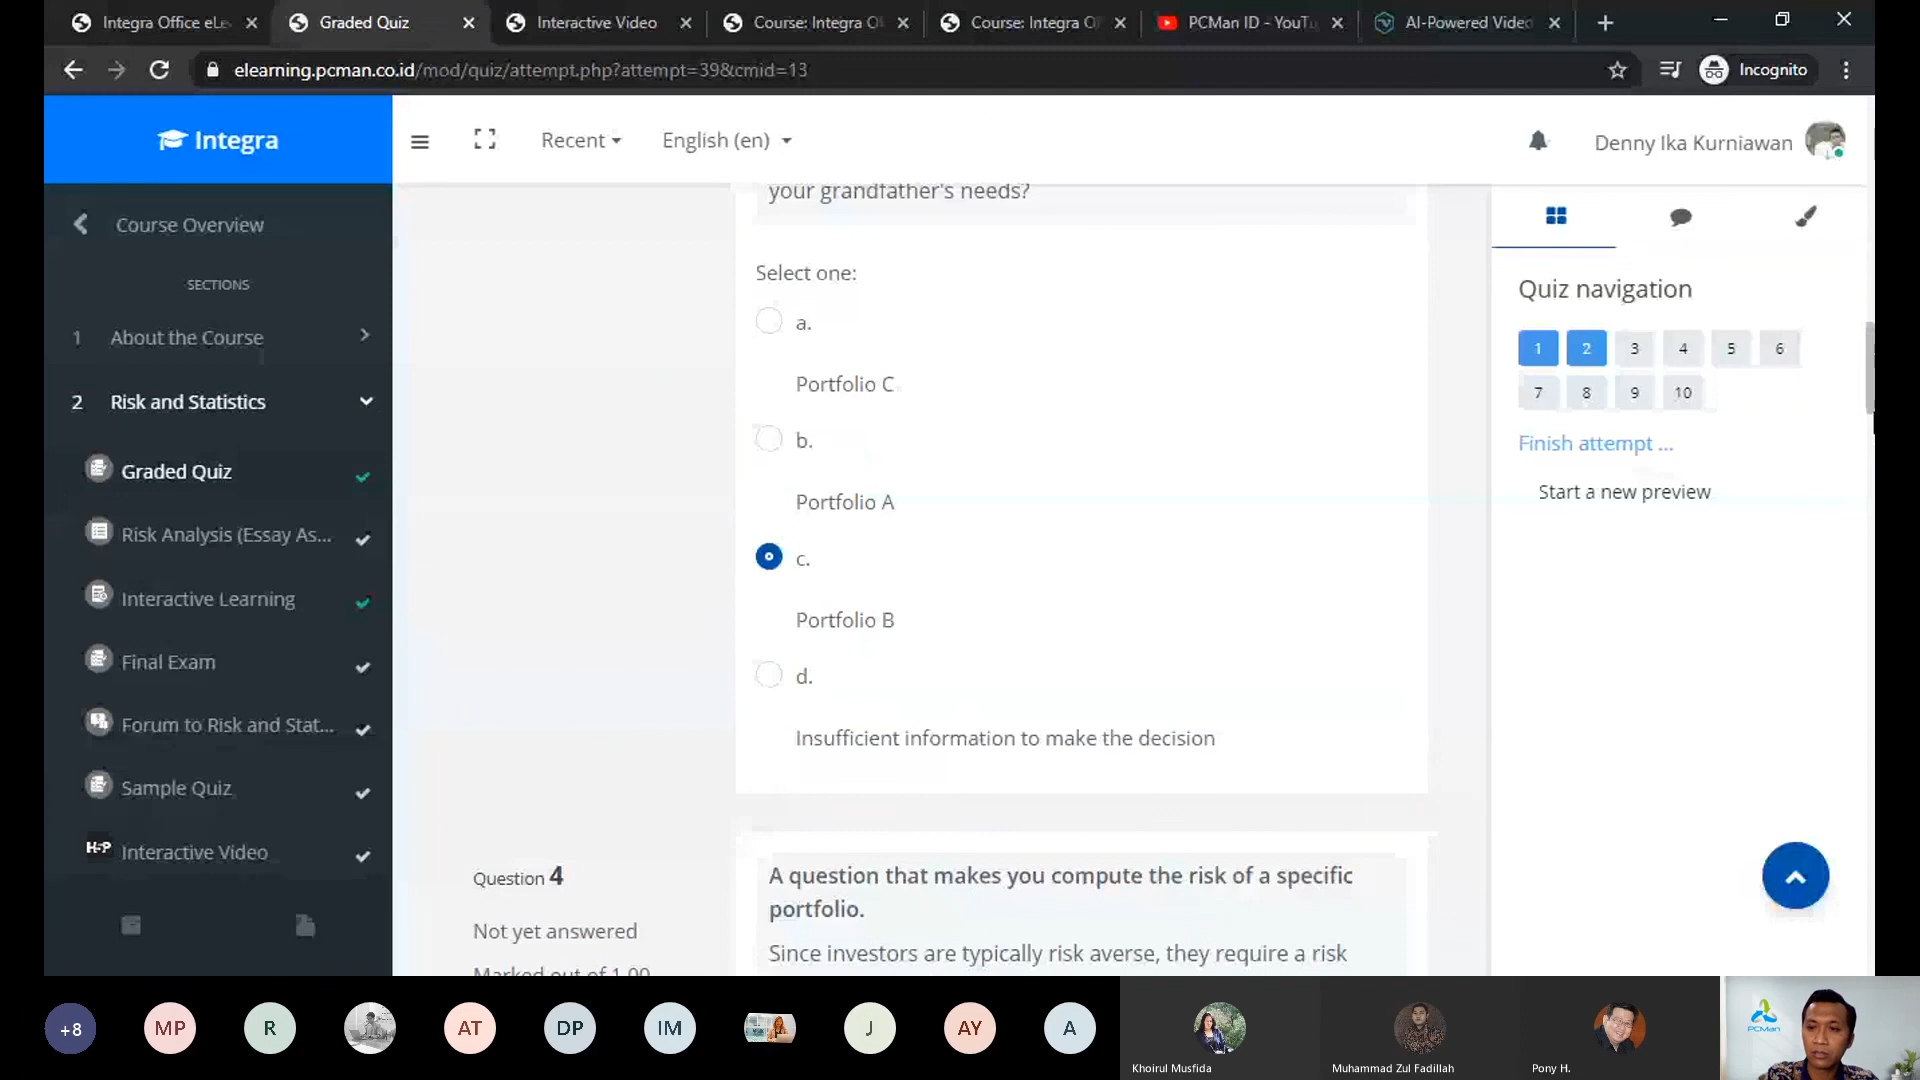 Integra Office eLe
Graded Quiz
Interactive Video
Course: Integra O
Course: Integra O
PCMan ID - YouTu
AI-Powered Video
elearning.pcman.co.id/mod/quiz/attempt.php?attempt=39&cmid=13
Incognito
Integra
Recent
English (en)
Denny Ika Kurniawan
Course Overview
SECTIONS
1 About the Course
2 Risk and Statistics
Graded Quiz
Risk Analysis (Essay As...
Interactive Learning
Final Exam
Forum to Risk and Stat...
Sample Quiz
H5P Interactive Video
your grandfather's needs?
Select one:
a.
Portfolio C
b.
Portfolio A
c.
Portfolio B
d.
Insufficient information to make the decision
Question 4
Not yet answered
Marked out of 1.00
A question that makes you compute the risk of a specific
portfolio.
Since investors are typically risk averse, they require a risk
Quiz navigation
1 2 3 4 5 6
7 8 9 10
Finish attempt ...
Start a new preview
+8
MP
R
AT
DP
IM
J
AY
A
Khoirul Musfida
Muhammad Zul Fadillah
Pony H.
PCMan